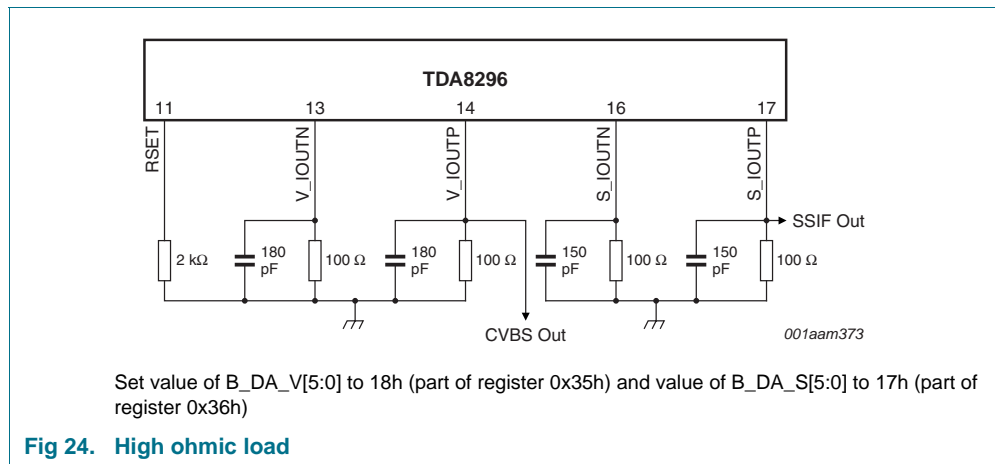 TDA8296
11 13 14 16 17
RSET V_IOUTN V_IOUTP S_IOUTN S_IOUTP
SSIF Out
2 kΩ 180 pF 100 Ω 180 pF 100 Ω 150 pF 100 Ω 150 pF 100 Ω
CVBS Out
001aam373
Set value of B_DA_V[5:0] to 18h (part of register 0x35h) and value of B_DA_S[5:0] to 17h (part of
register 0x36h)
Fig 24. High ohmic load